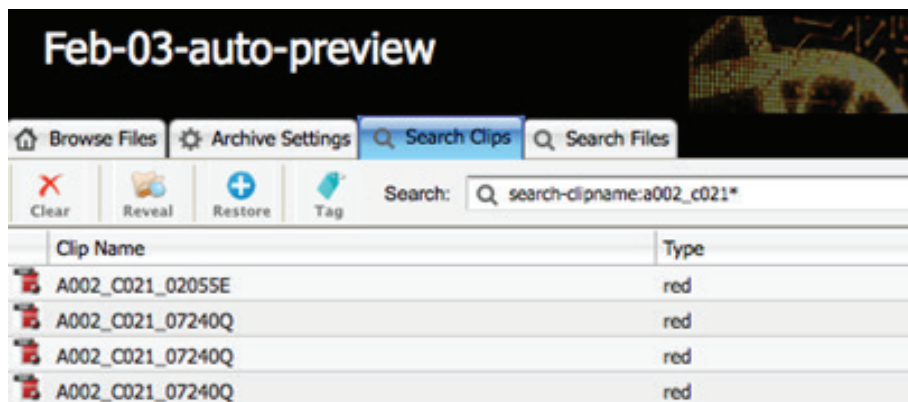 Feb-03-auto-preview
Browse Files Archive Settings Search Clips Search Files
Clear Reveal Restore Tag Search: search-clipname:a002_c021*
Clip Name Type
A002_C021_02055E red
A002_C021_07240Q red
A002_C021_07240Q red
A002_C021_07240Q red